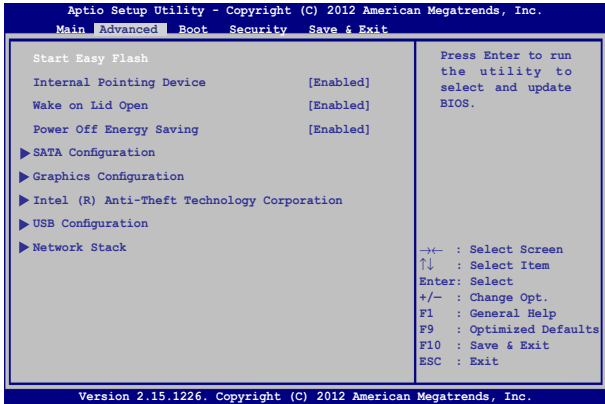 Aptio Setup Utility - Copyright (C) 2012 American Megatrends, Inc.
Main Advanced Boot Security Save & Exit
Start Easy Flash
Internal Pointing Device [Enabled]
Wake on Lid Open [Enabled]
Power Off Energy Saving [Enabled]
▶ SATA Configuration
▶ Graphics Configuration
▶ Intel (R) Anti-Theft Technology Corporation
▶ USB Configuration
▶ Network Stack
Press Enter to run
the utility to
select and update
BIOS.
→← : Select Screen
↑↓ : Select Item
Enter: Select
+/— : Change Opt.
F1 : General Help
F9 : Optimized Defaults
F10 : Save & Exit
ESC : Exit
Version 2.15.1226. Copyright (C) 2012 American Megatrends, Inc.